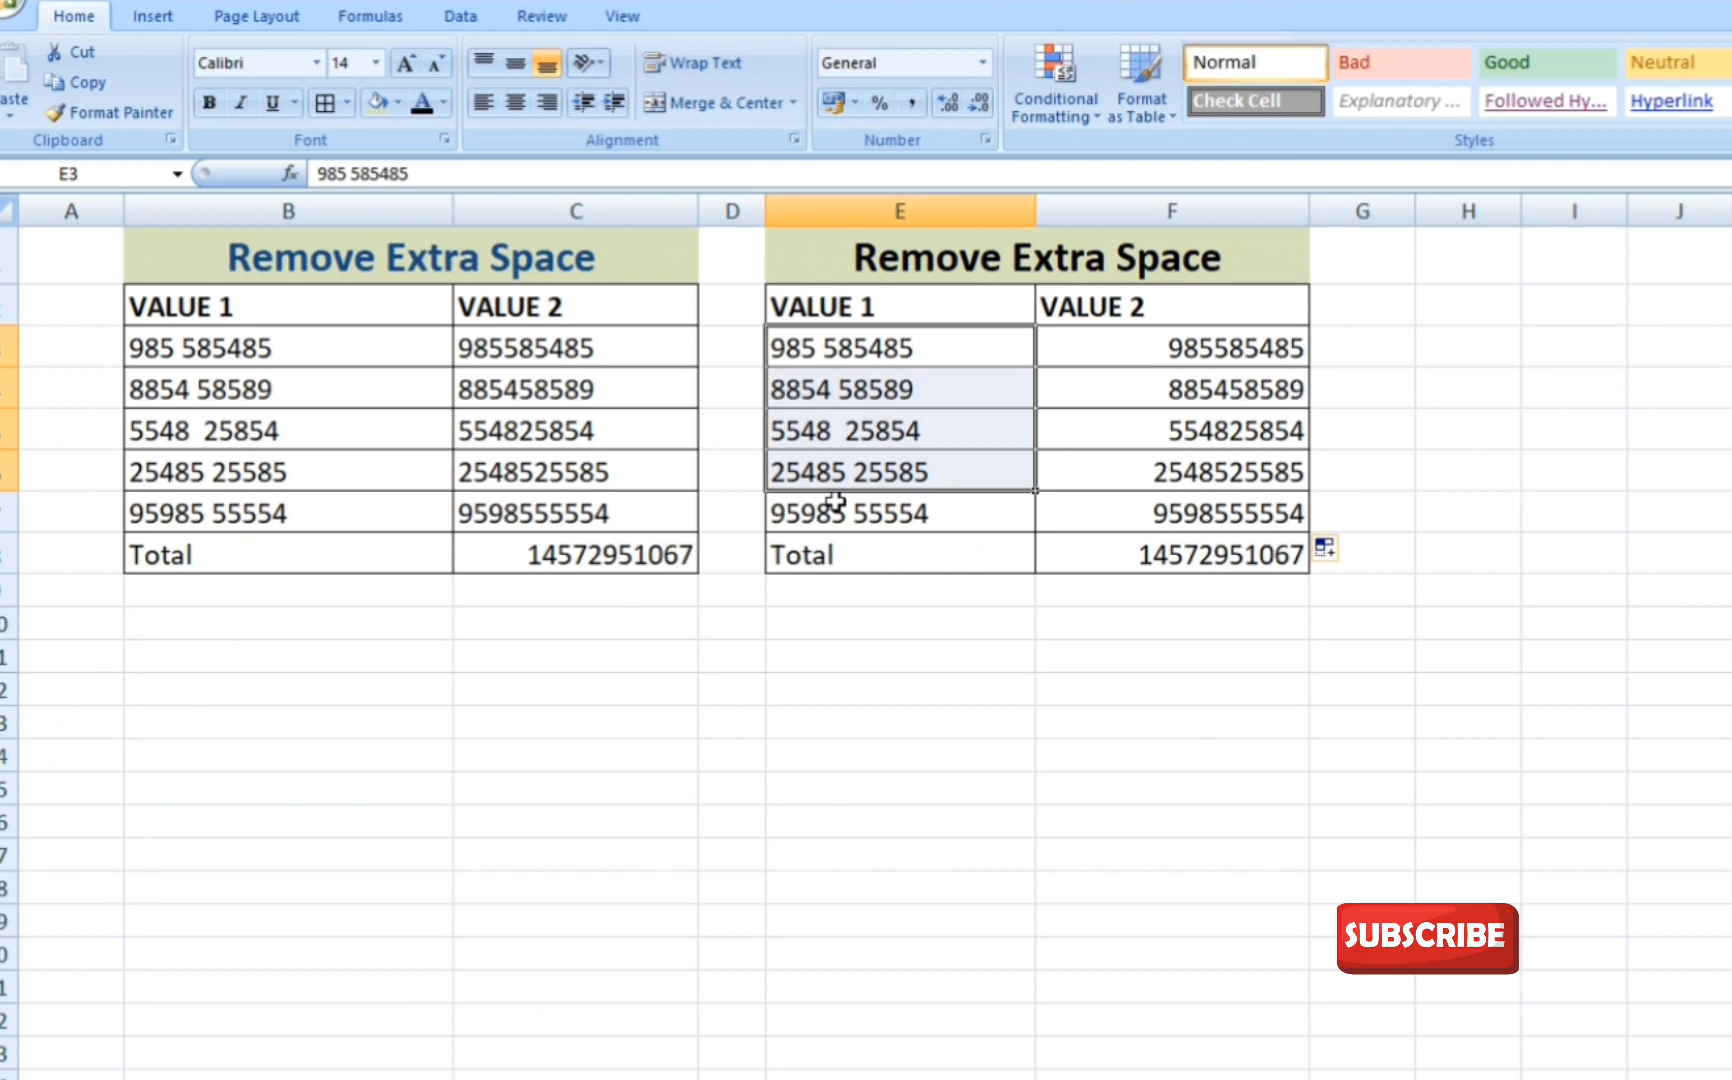 Home Insert Page Layout Formulas Data Review View
Cut
Copy
Format Painter
Clipboard
Calibri 14
B I U
Font
Wrap Text
Merge & Center
Alignment
General
%
Number
Conditional Formatting
Format as Table
Normal Bad Good Neutral
Check Cell Explanatory ... Followed Hy... Hyperlink
Styles
E3 fx 985 585485
A B C D E F G H I J
Remove Extra Space Remove Extra Space
VALUE 1 VALUE 2 VALUE 1 VALUE 2
985 585485 985585485 985 585485 985585485
8854 58589 885458589 8854 58589 885458589
5548  25854 554825854 5548  25854 554825854
25485 25585 2548525585 25485 25585 2548525585
95985 55554 9598555554 95985 55554 9598555554
Total 14572951067 Total 14572951067
SUBSCRIBE